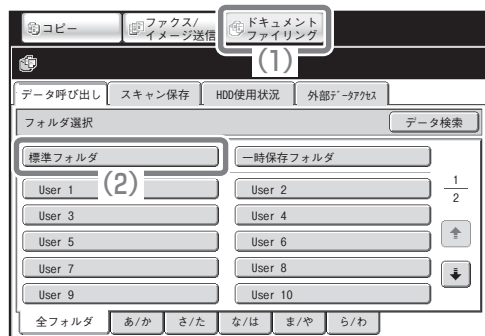 コピー
ファクス/
イメージ送信
ドキュメント
ファイリング
(1)
データ呼び出し スキャン保存 HDD使用状況 外部ﾃﾞｰﾀｱｸｾｽ
フォルダ選択 データ検索
標準フォルダ 一時保存フォルダ
(2)
User 1 User 2
User 3 User 4
User 5 User 6
User 7 User 8
User 9 User 10
1
2
全フォルダ あ/か さ/た な/は ま/や ら/わ